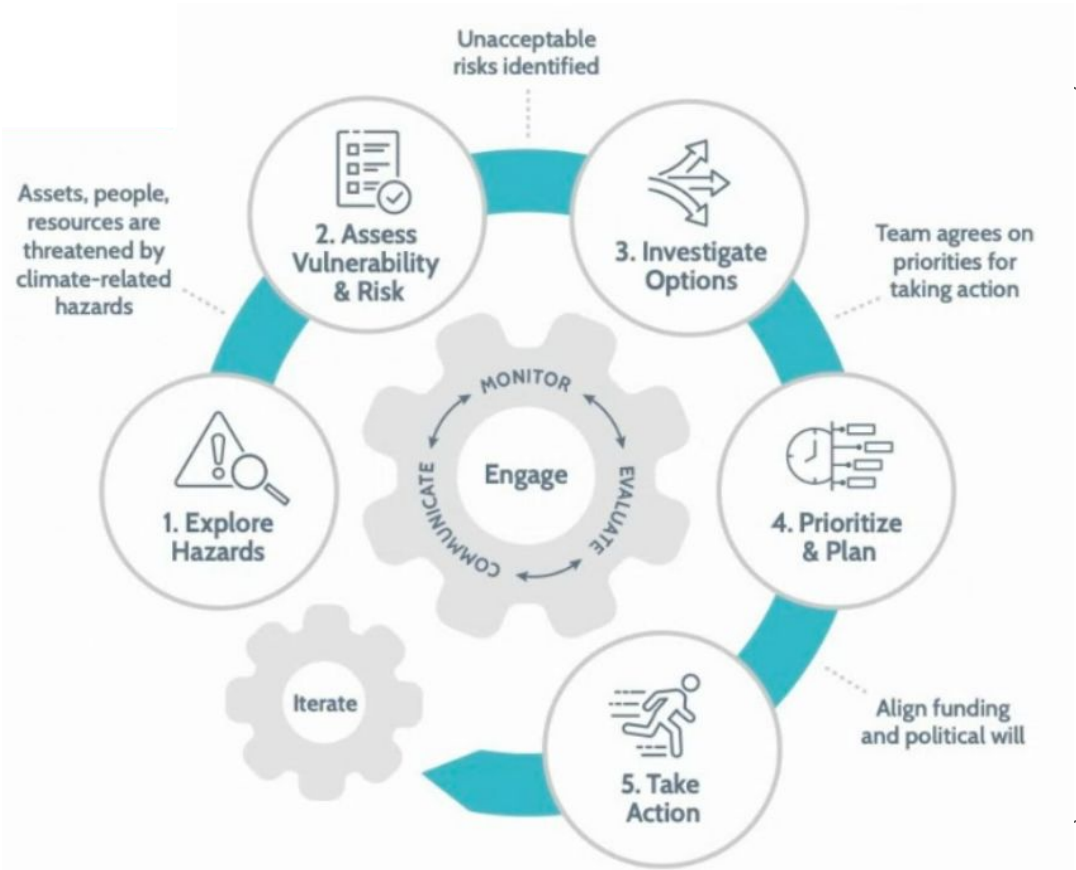 Unacceptable
risks identified
Assets, people,
resources are
threatened by
climate-related
hazards
2. Assess
Vulnerability
& Risk
3. Investigate
Options
Team agrees on
priorities for
taking action
MONITOR
Engage
COMMUNICATE
EVALUATE
1. Explore
Hazards
4. Prioritize
& Plan
Iterate
5. Take
Action
Align funding
and political will